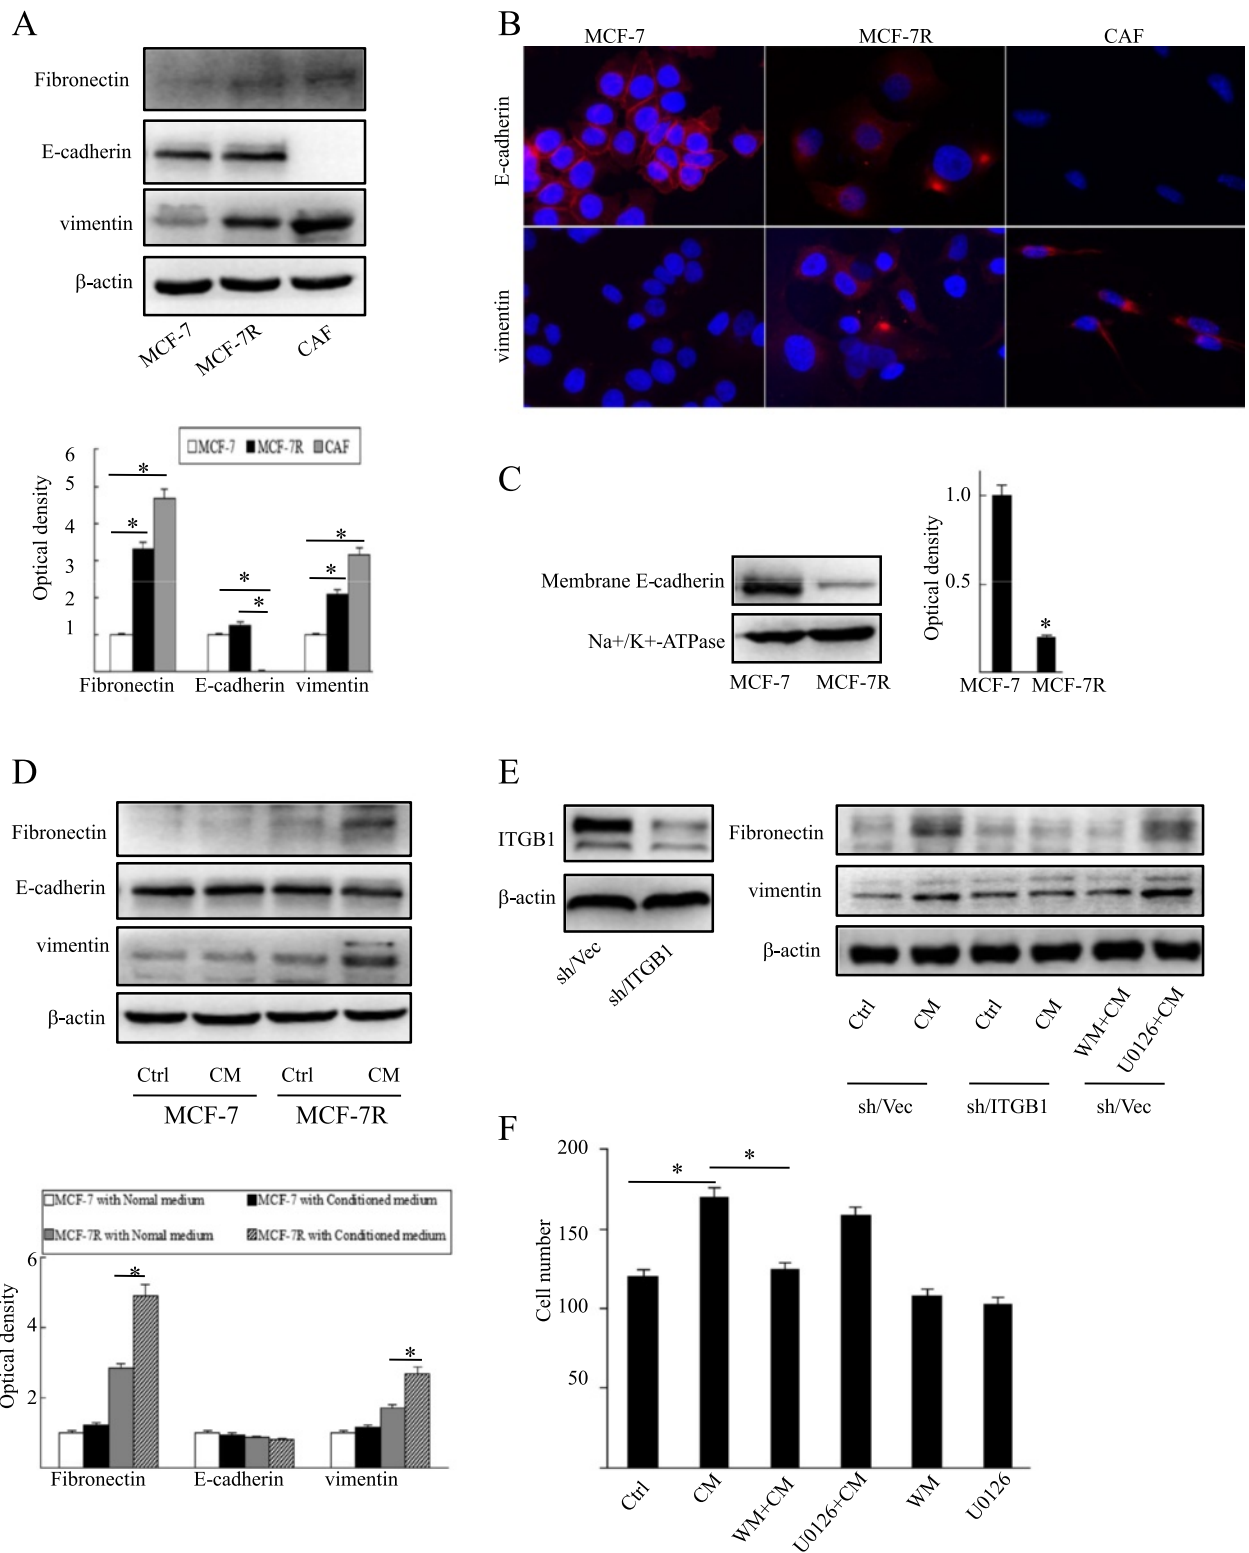 A
Fibronectin
E-cadherin
vimentin
β-actin
MCF-7
MCF-7R
CAF
MCF-7 MCF-7R CAF
6
5
4
3
2
1
Optical density
*
*
*
*
*
*
Fibronectin E-cadherin vimentin
B
MCF-7 MCF-7R CAF
E-cadherin
vimentin
C
Membrane E-cadherin
Na+/K+-ATPase
MCF-7 MCF-7R
1.0
0.5
Optical density
*
MCF-7 MCF-7R
D
Fibronectin
E-cadherin
vimentin
β-actin
Ctrl CM Ctrl CM
MCF-7 MCF-7R
MCF-7 with Nomal medium MCF-7 with Conditioned medium
MCF-7R with Nomal medium MCF-7R with Conditioned medium
6
4
2
Optical density
*
*
Fibronectin E-cadherin vimentin
E
ITGB1
β-actin
sh/Vec
sh/ITGB1
Fibronectin
vimentin
β-actin
Ctrl CM Ctrl CM WM+CM U0126+CM
sh/Vec sh/ITGB1 sh/Vec
F
200
150
100
50
Cell number
*
*
Ctrl CM WM+CM U0126+CM WM U0126